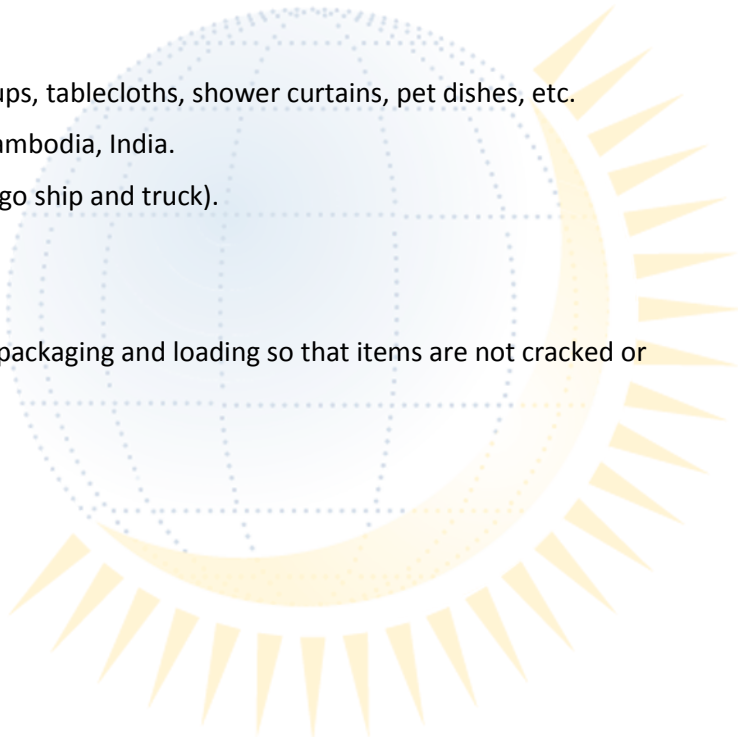 ups, tablecloths, shower curtains, pet dishes, etc.
ambodia, India.
go ship and truck).
packaging and loading so that items are not cracked or